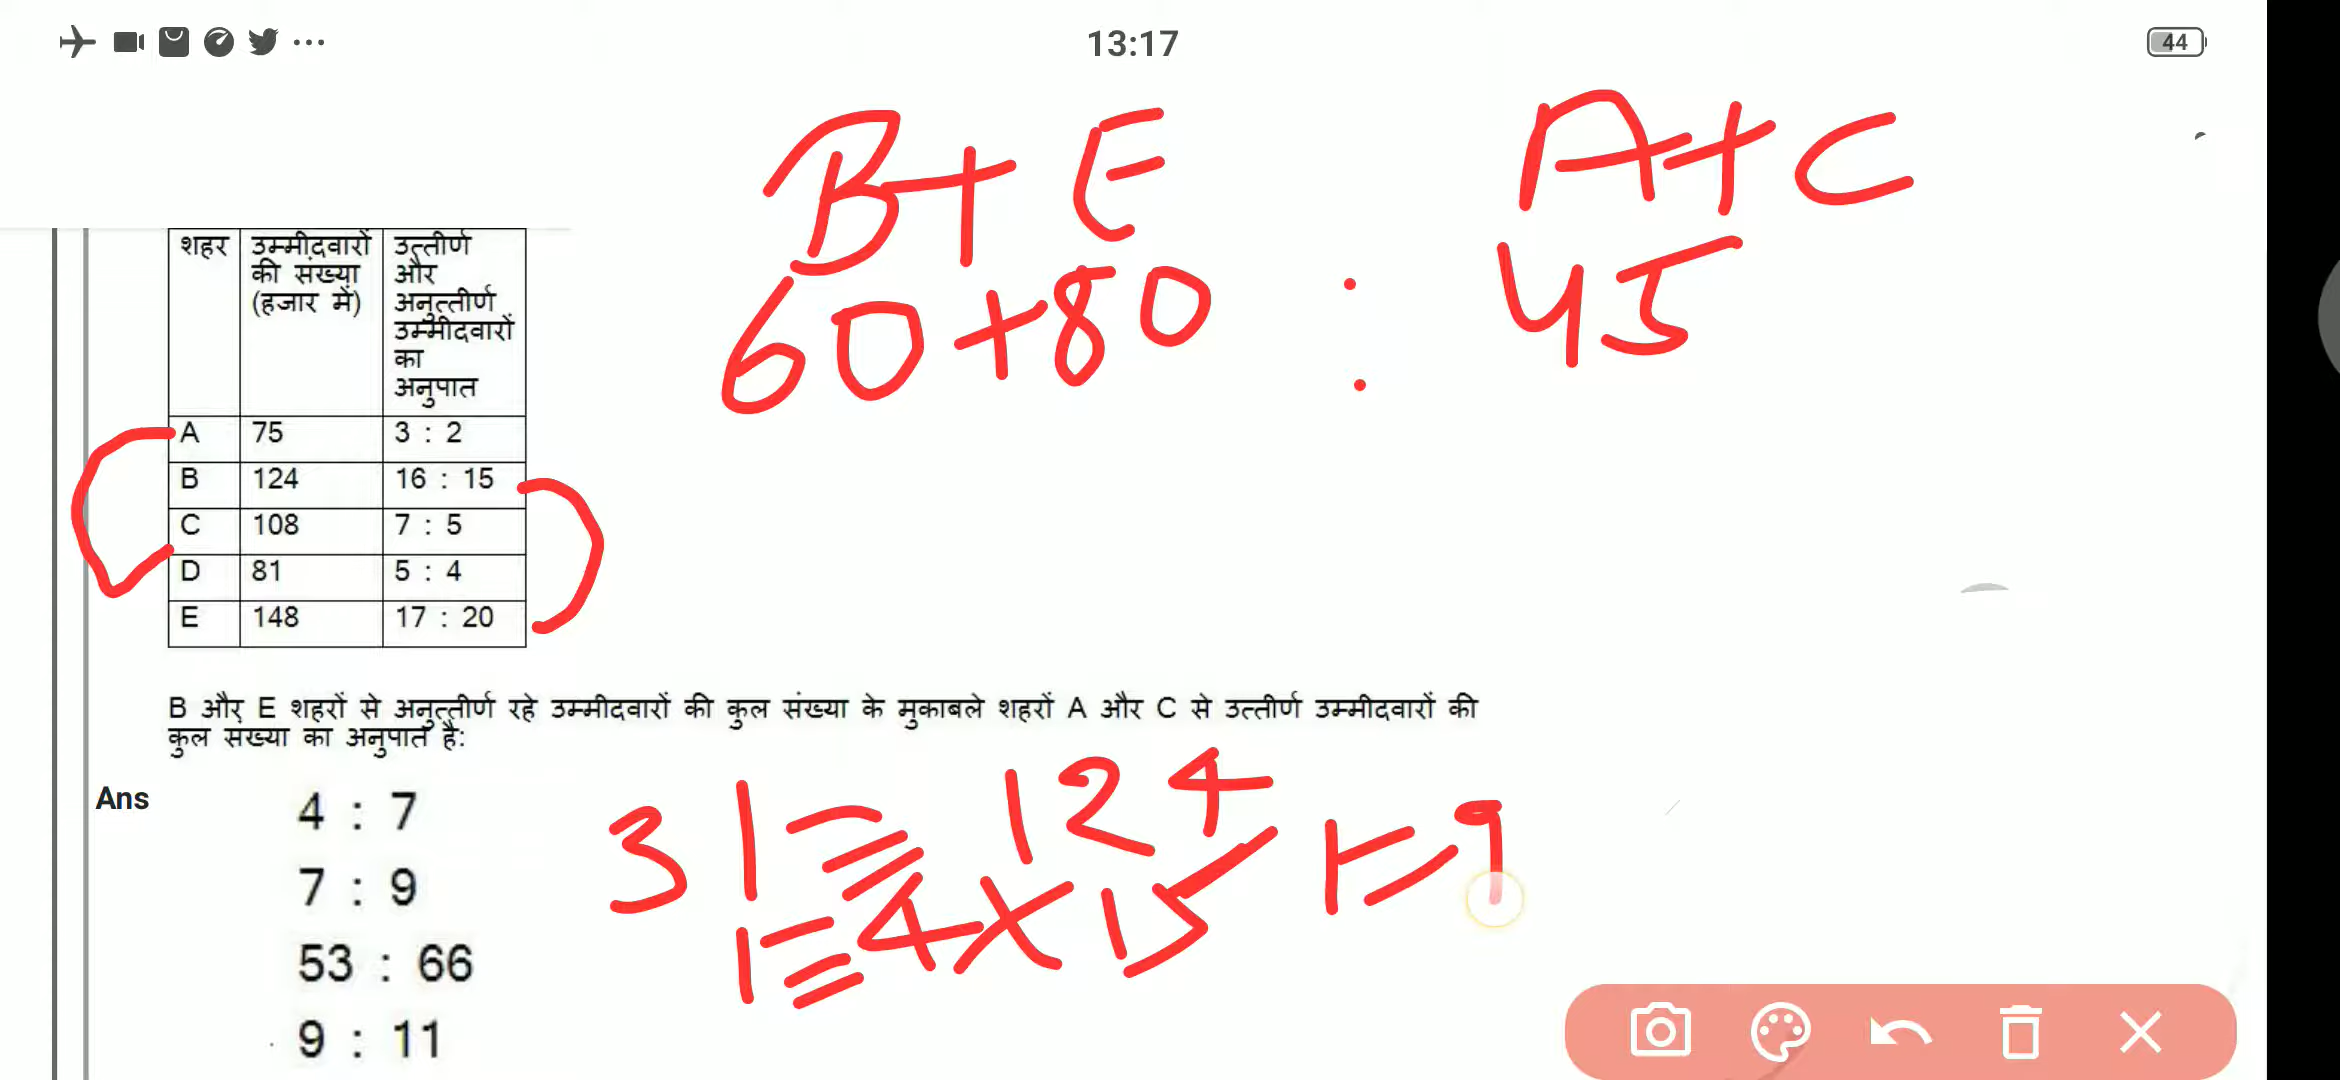 13:17
44
B+E A+C
60+80 : 45
शहर उम्मीदवारों की संख्या (हजार में) उत्तीर्ण और अनुत्तीर्ण उम्मीदवारों का अनुपात
A 75 3 : 2
B 124 16 : 15
C 108 7 : 5
D 81 5 : 4
E 148 17 : 20
B और E शहरों से अनुत्तीर्ण रहे उम्मीदवारों की कुल संख्या के मुकाबले शहरों A और C से उत्तीर्ण उम्मीदवारों की
कुल संख्या का अनुपात है:
Ans 4 : 7
7 : 9
53 : 66
9 : 11
31 = 124 1=9
1 = 4×15